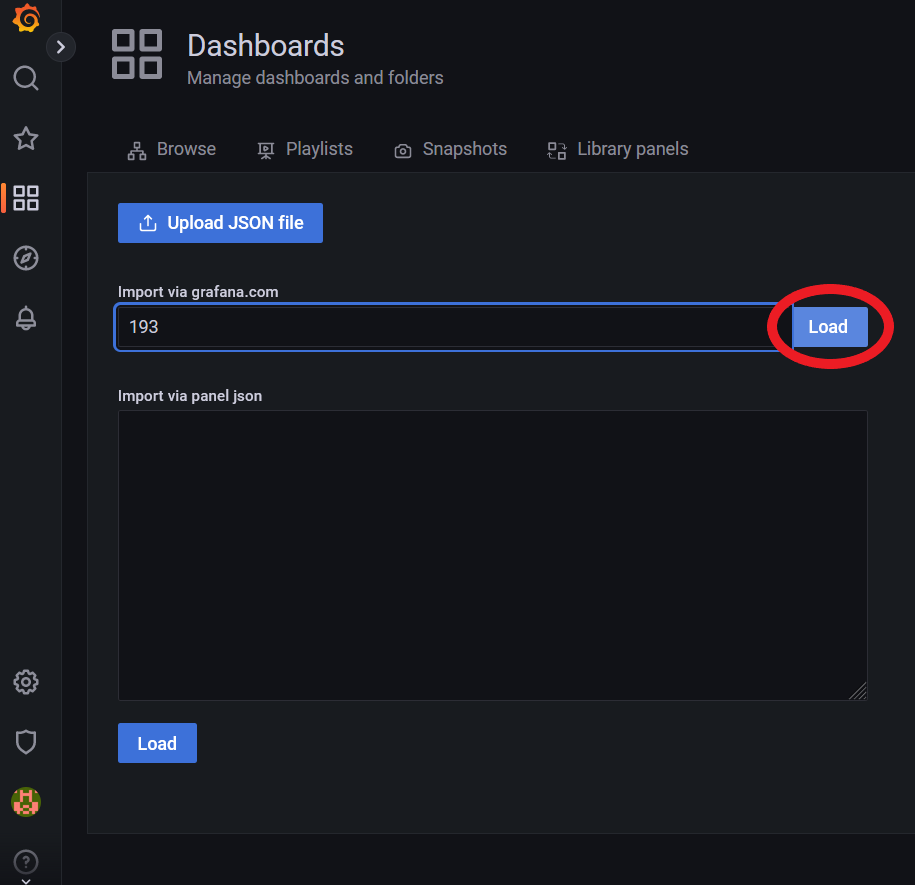 Dashboards
Manage dashboards and folders
Browse
Playlists
Snapshots
Library panels
Upload JSON file
Import via grafana.com
193
Load
Import via panel json
Load
?